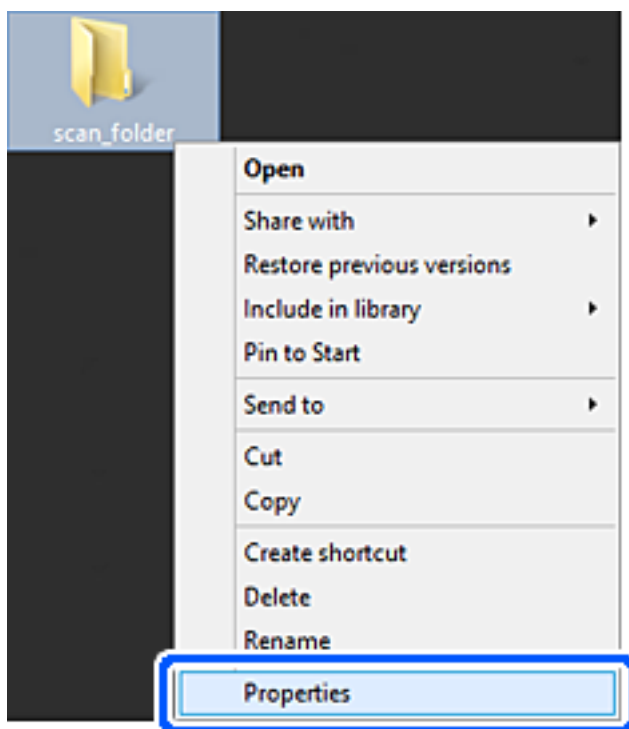 scan_folder
Open
Share with
Restore previous versions
Include in library
Pin to Start
Send to
Cut
Copy
Create shortcut
Delete
Rename
Properties